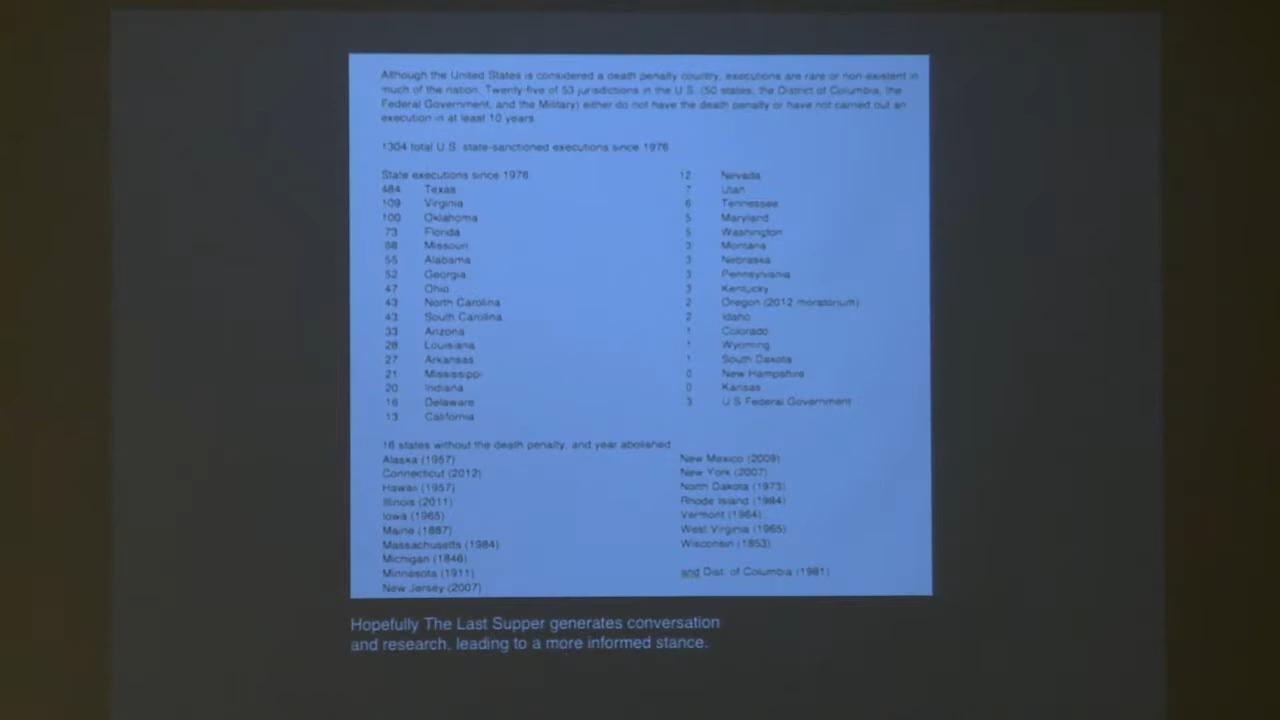 Although the United States is considered a death penalty country, executions are rare or non-existent in
much of the nation. Twenty-five of 53 jurisdictions in the U.S. (50 states, the District of Columbia, the
Federal Government, and the Military) either do not have the death penalty or have not carried out an
execution in at least 10 years.
1304 total U.S. state-sanctioned executions since 1976
State executions since 1976
484 Texas
109 Virginia
100 Oklahoma
73 Florida
68 Missouri
55 Alabama
52 Georgia
47 Ohio
43 North Carolina
43 South Carolina
33 Arizona
28 Louisiana
27 Arkansas
21 Mississippi
20 Indiana
16 Delaware
13 California
12 Nevada
7 Utah
6 Tennessee
5 Maryland
5 Washington
3 Montana
3 Nebraska
3 Pennsylvania
3 Kentucky
2 Oregon (2012 moratorium)
2 Idaho
1 Colorado
1 Wyoming
1 South Dakota
0 New Hampshire
0 Kansas
3 U S Federal Government
states without the death penalty, and year abolished
Alaska (1957)
Connecticut (2012)
Hawaii (1957)
Illinois (2011)
Iowa (1965)
Maine (1887)
Massachusetts (1984)
Michigan (1846)
Minnesota (1911)
New Jersey (2007)
New Mexico (2009)
New York (2007)
North Dakota (1973)
Rhode Island (1984)
Vermont (1964)
West Virginia (1965)
Wisconsin (1853)
and Dist. of Columbia (1981)
Hopefully The Last Supper generates conversation
and research, leading to a more informed stance.